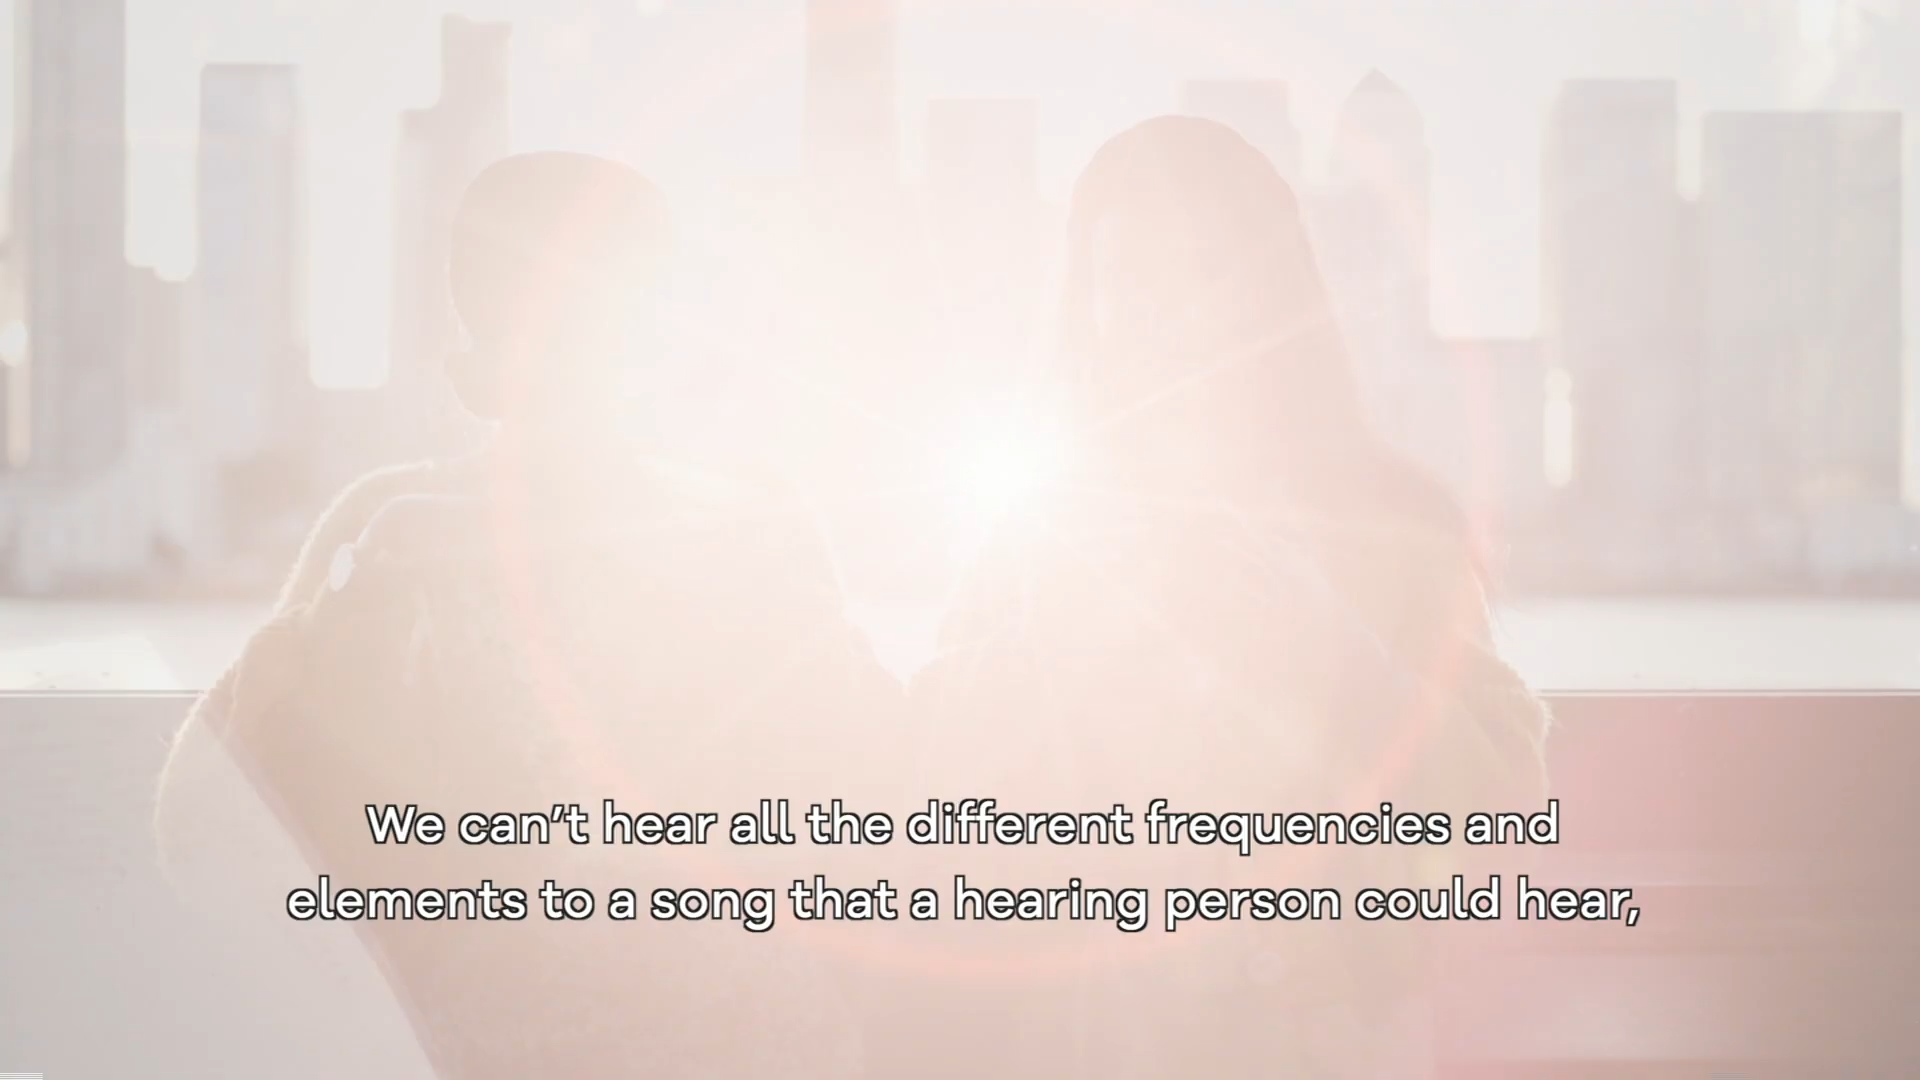 We can’t hear all the different frequencies and
elements to a song that a hearing person could hear,